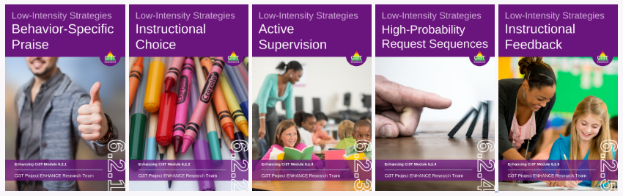 Low-Intensity Strategies
Behavior-Specific
Praise
Enhancing Ci3T Module 6.2.1
Ci3T Project ENHANCE Research Team
6.2.1
Low-Intensity Strategies
Instructional
Choice
Enhancing Ci3T Module 6.2.2
Ci3T Project ENHANCE Research Team
6.2.2
Low-Intensity Strategies
Active
Supervision
Enhancing Ci3T Module 6.2.3
Ci3T Project ENHANCE Research Team
6.2.3
Low-Intensity Strategies
High-Probability
Request Sequences
Enhancing Ci3T Module 6.2.4
Ci3T Project ENHANCE Research Team
6.2.4
Low-Intensity Strategies
Instructional
Feedback
Enhancing Ci3T Module 6.2.5
Ci3T Project ENHANCE Research Team
6.2.5